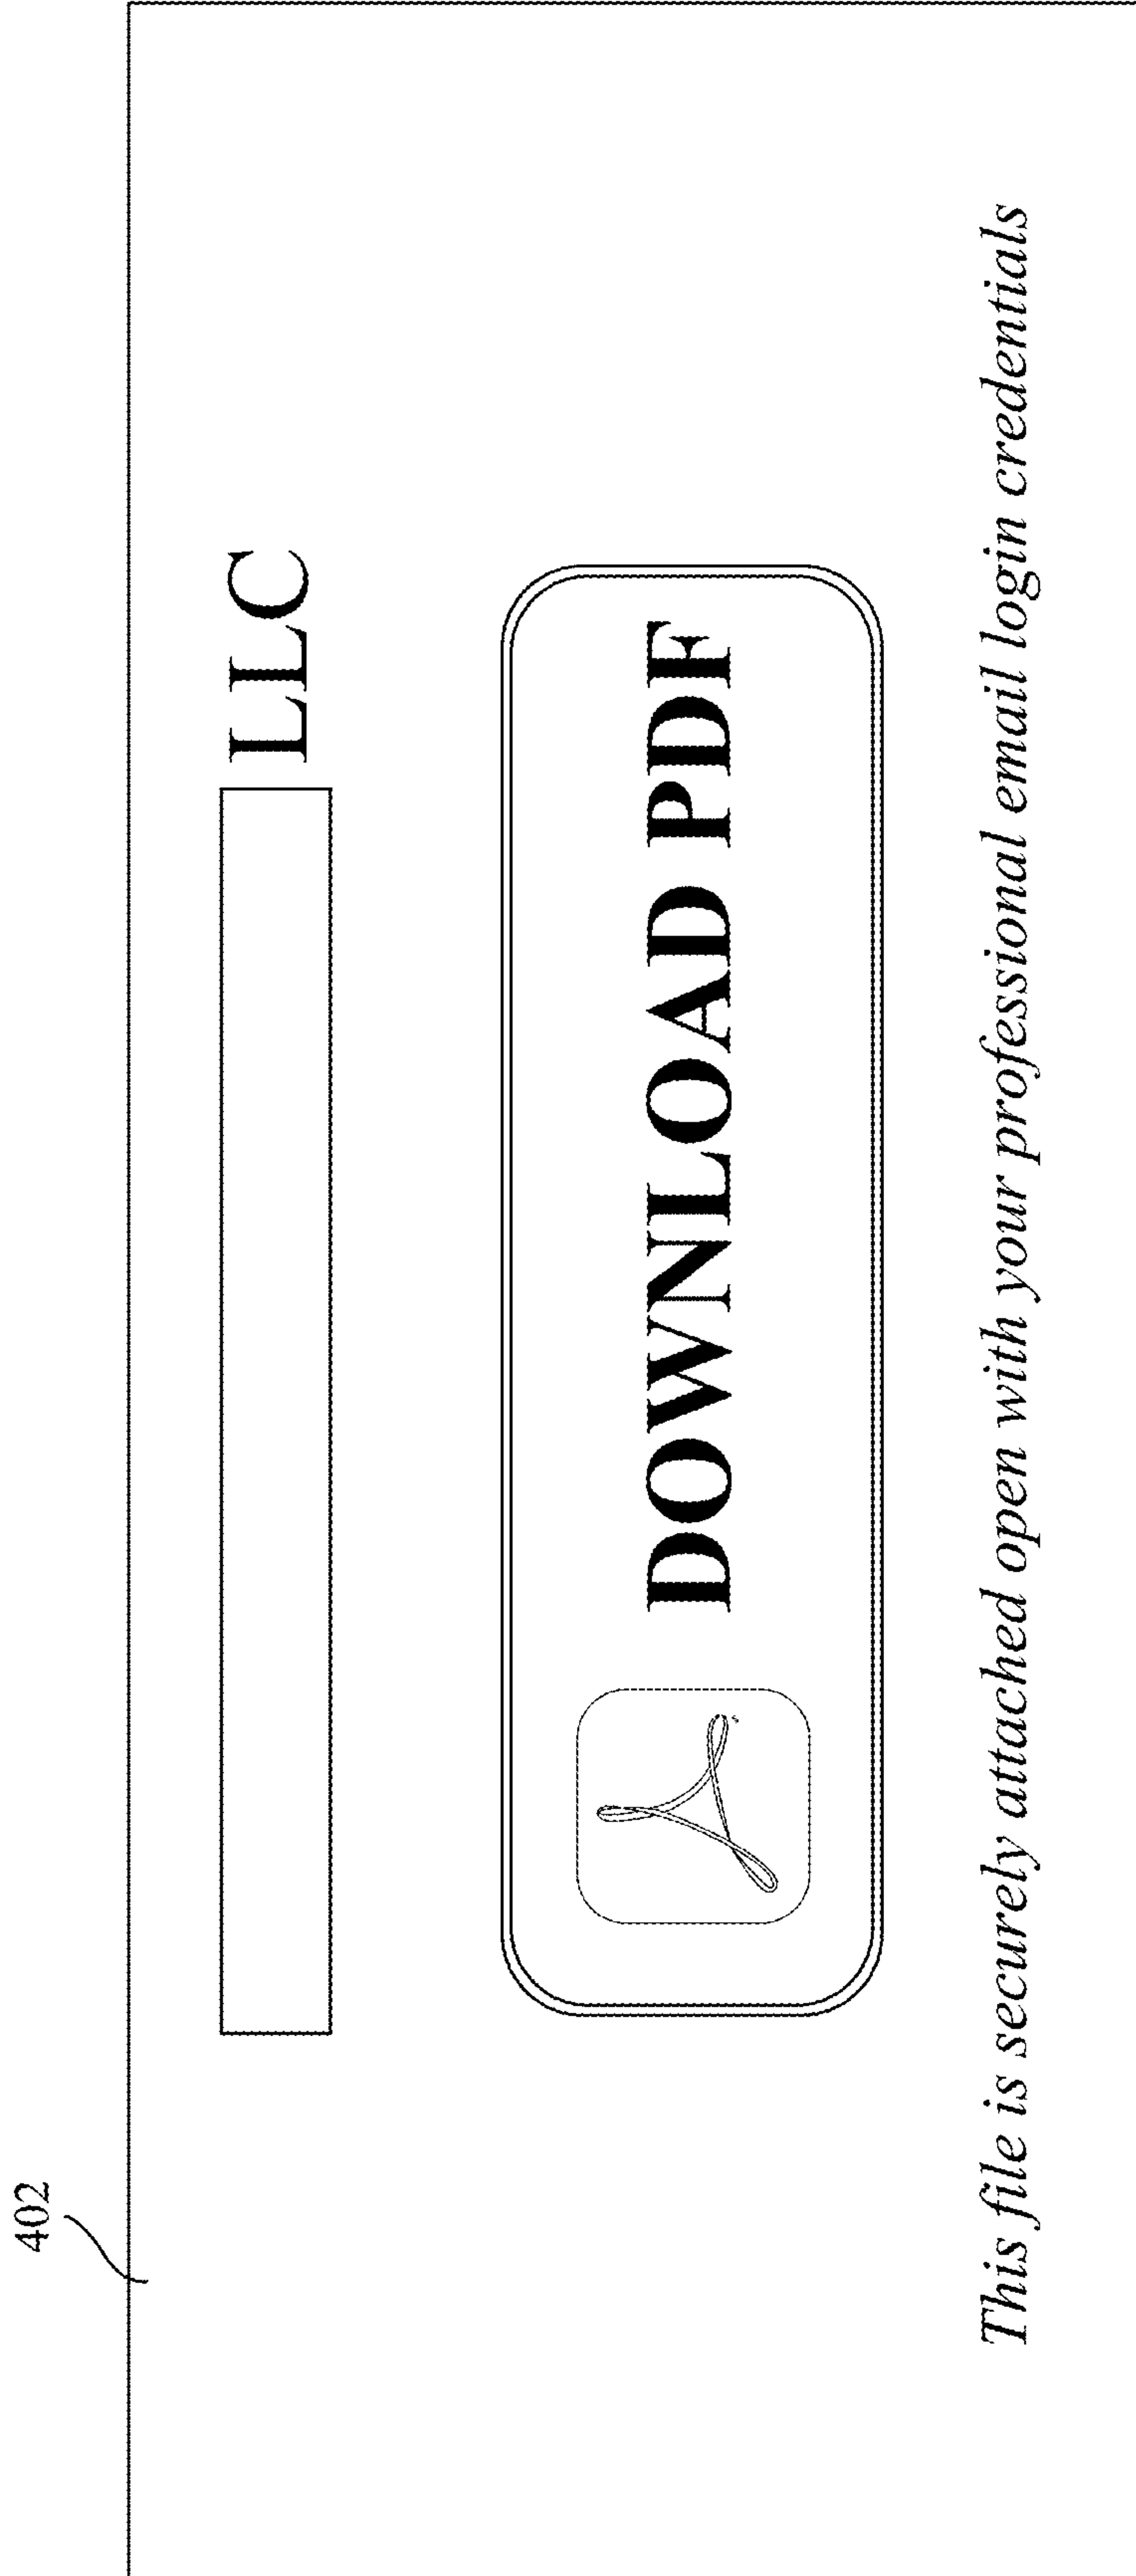 402
LLC
DOWNLOAD PDF
This file is securely attached open with your professional email login credentials